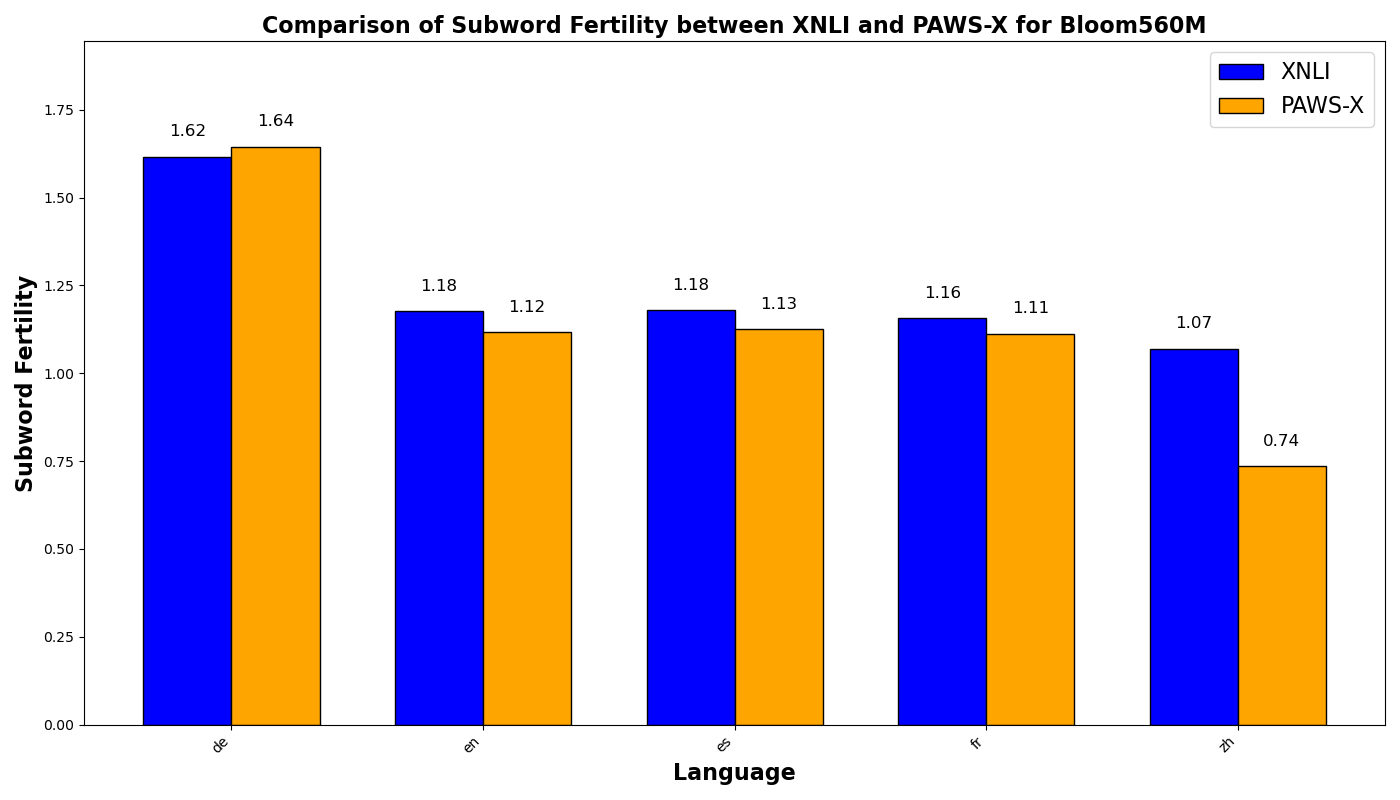 Comparison of Subword Fertility between XNLI and PAWS-X for Bloom560M
XNLI
PAWS-X
Subword Fertility
1.75
1.50
1.25
1.00
0.75
0.50
0.25
0.00
1.62
1.64
1.18
1.12
1.18
1.13
1.16
1.11
1.07
0.74
de
en
es
fr
zh
Language